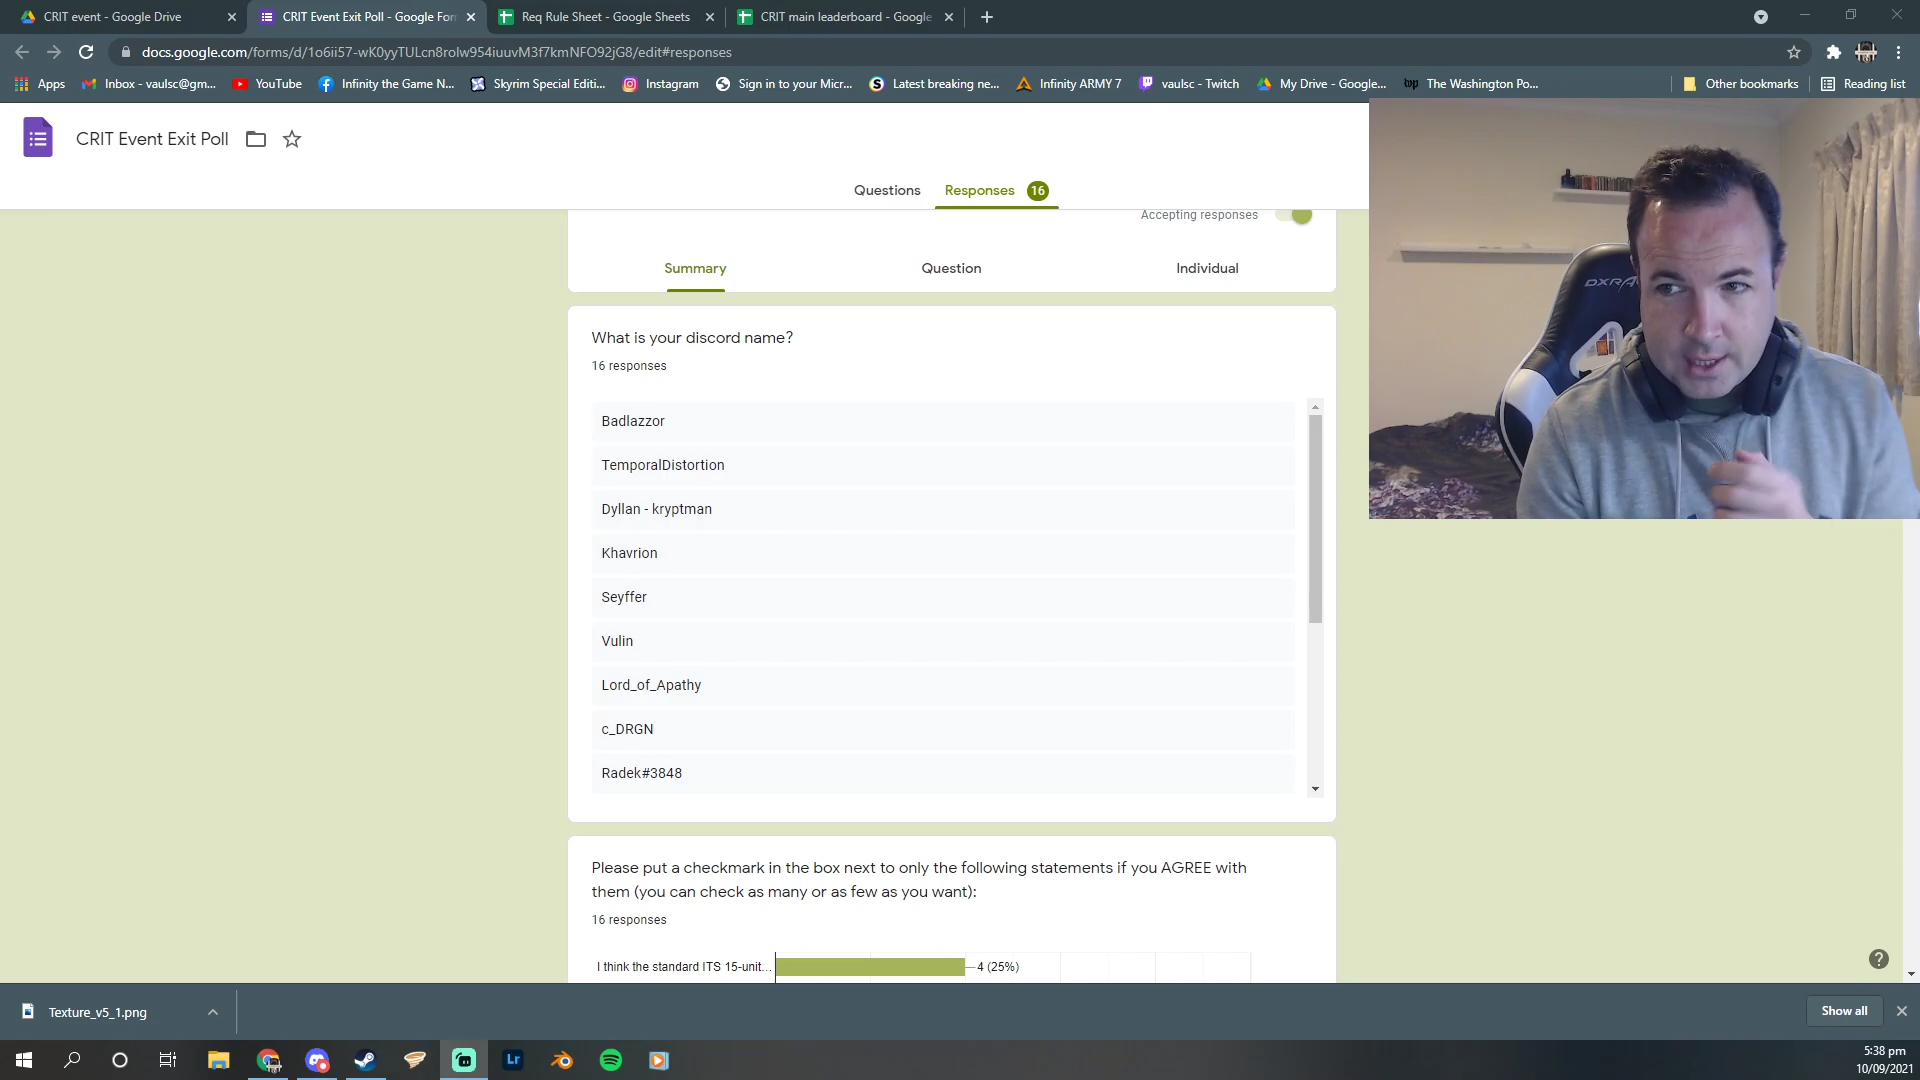 CRIT event - Google Drive
CRIT Event Exit Poll - Google For
Req Rule Sheet - Google Sheets
CRIT main leaderboard - Google
docs.google.com/forms/d/1o6ii57-wK0yyTULcn8rolw954iuuvM3f7kmNFO92jG8/edit#responses
Apps
Inbox - vaulsc@gm...
YouTube
Infinity the Game N...
Skyrim Special Editi...
Instagram
Sign in to your Micr...
Latest breaking ne...
Infinity ARMY 7
vaulsc - Twitch
My Drive - Google...
wp
The Washington Po...
Other bookmarks
Reading list
CRIT Event Exit Poll
Questions
Responses
16
Accepting responses
Summary
Question
Individual
What is your discord name?
16 responses
Badlazzor
TemporalDistortion
Dyllan - kryptman
Khavrion
Seyffer
Vulin
Lord_of_Apathy
c_DRGN
Radek#3848
Please put a checkmark in the box next to only the following statements if you AGREE with
them (you can check as many or as few as you want):
16 responses
I think the standard ITS 15-unit...
4 (25%)
Texture_v5_1.png
Show all
Lr
5:38 pm
10/09/2021